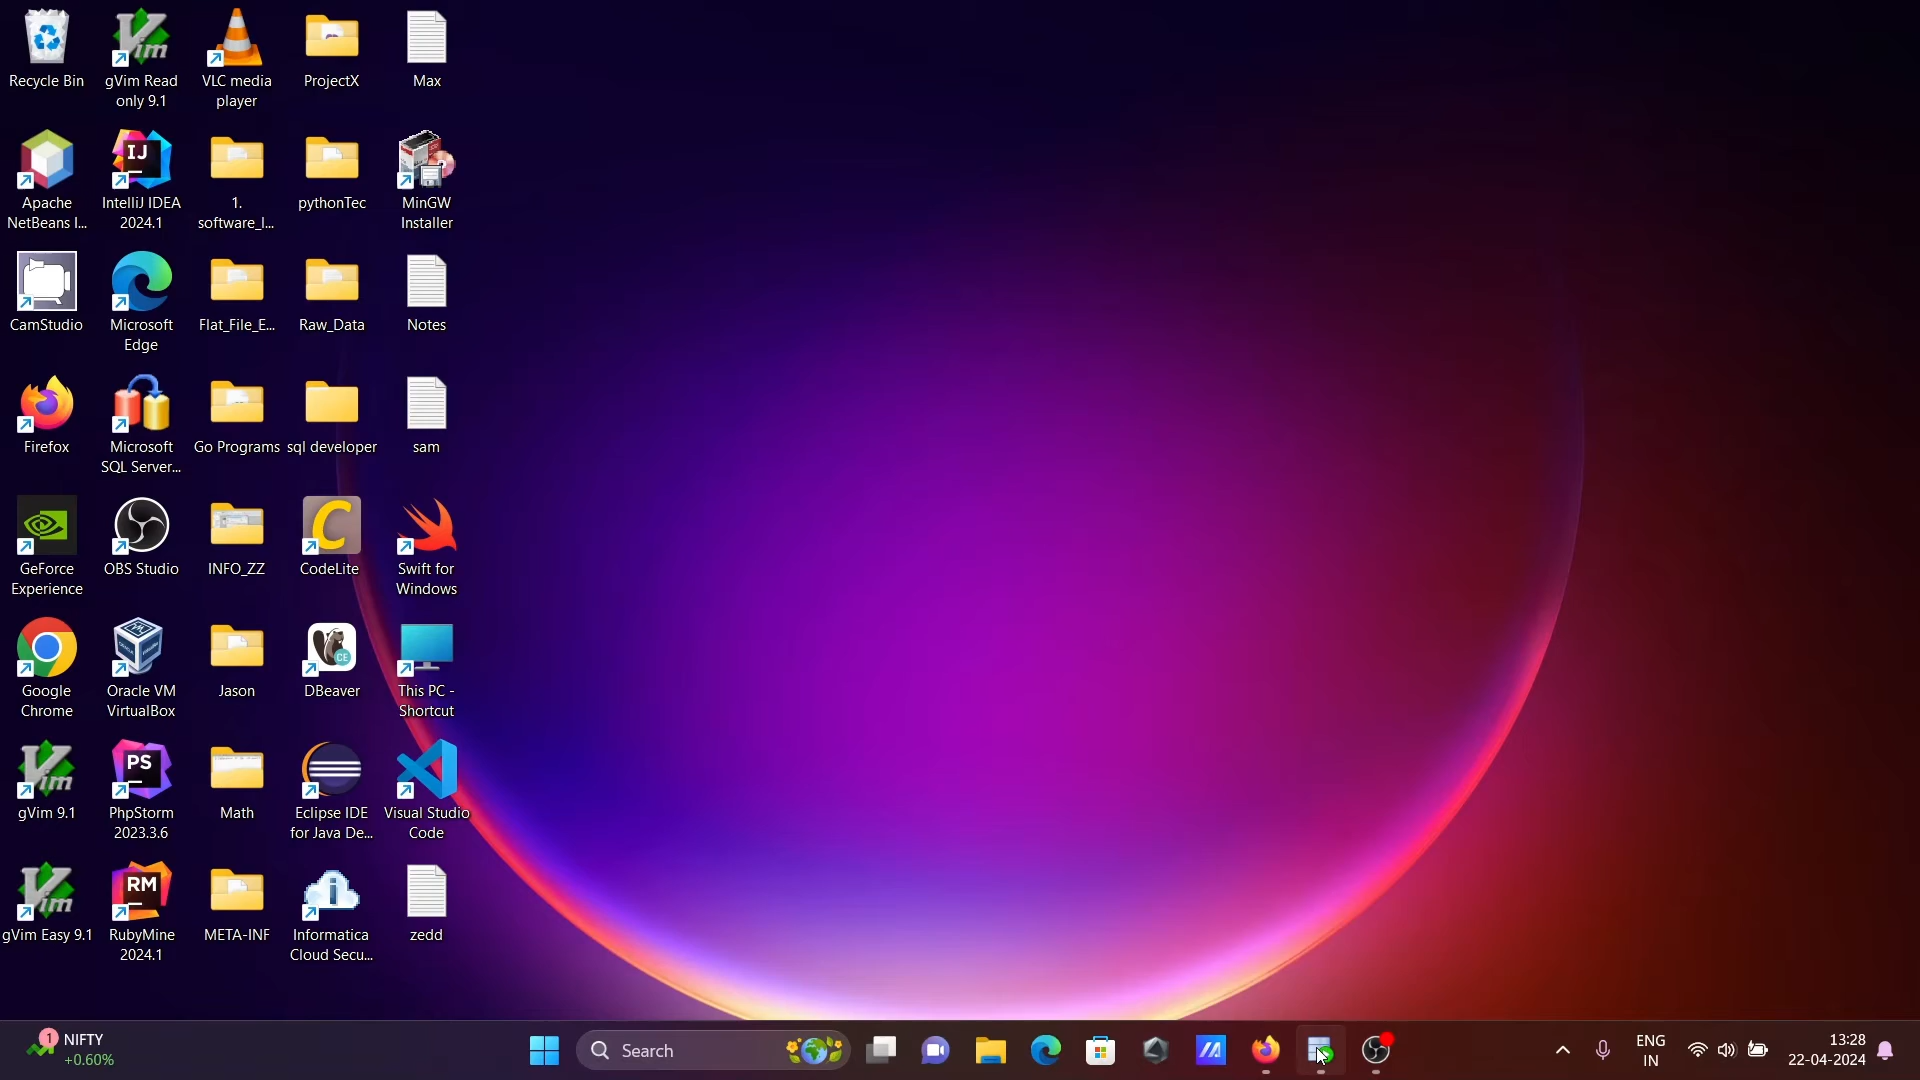 Recycle Bin
gVim Read
only 9.1
VLC media
player
ProjectX
Max
Apache
NetBeans I...
IntelliJ IDEA
2024.1
1.
software_I...
pythonTec
MinGW
Installer
CamStudio
Microsoft
Edge
Flat_File_E...
Raw_Data
Notes
Firefox
Microsoft
SQL Server...
Go Programs
sql developer
sam
GeForce
Experience
OBS Studio
INFO_ZZ
CodeLite
Swift for
Windows
Google
Chrome
Oracle VM
VirtualBox
Jason
DBeaver
This PC -
Shortcut
gVim 9.1
PhpStorm
2023.3.6
Math
Eclipse IDE
for Java De...
Visual Studio
Code
gVim Easy 9.1
RubyMine
2024.1
META-INF
Informatica
Cloud Secu...
zedd
1
NIFTY
+0.60%
Search
ENG
IN
13:28
22-04-2024